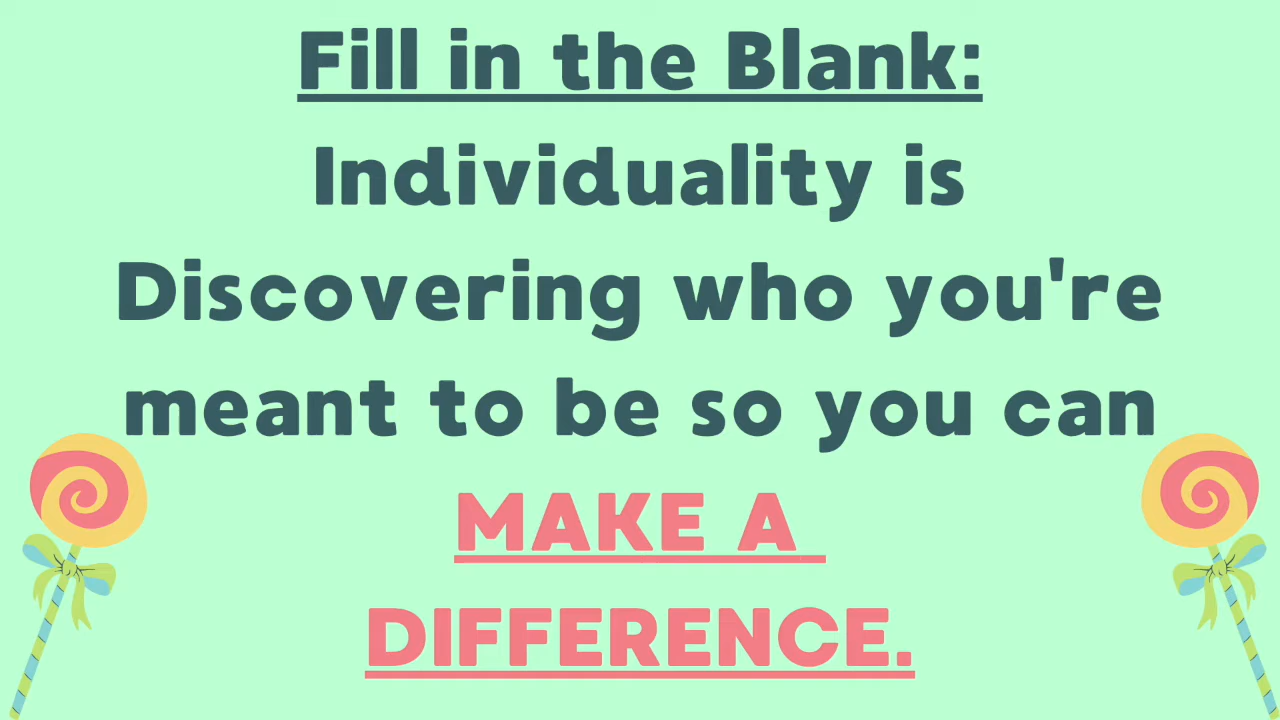 Fill in the Blank:
Individuality is
Discovering who you're
meant to be so you can
MAKE A
DIFFERENCE.